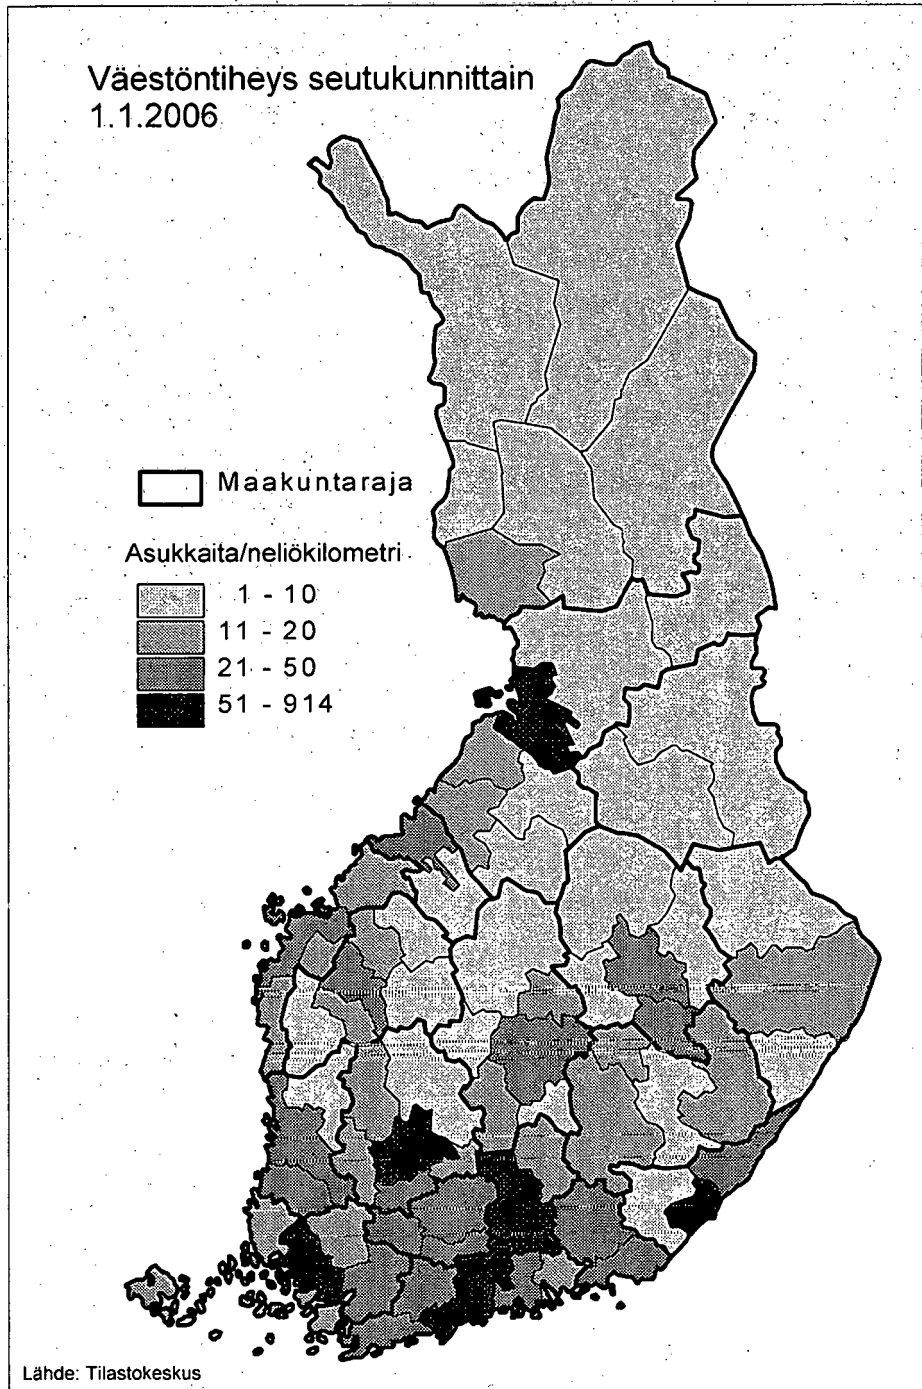 Väestöntiheys seutukunnittain
1.1.2006
Maakuntaraja
Asukkaita/neliökilometri
1 - 10
11 - 20
21 - 50
51 - 914
Lähde: Tilastokeskus